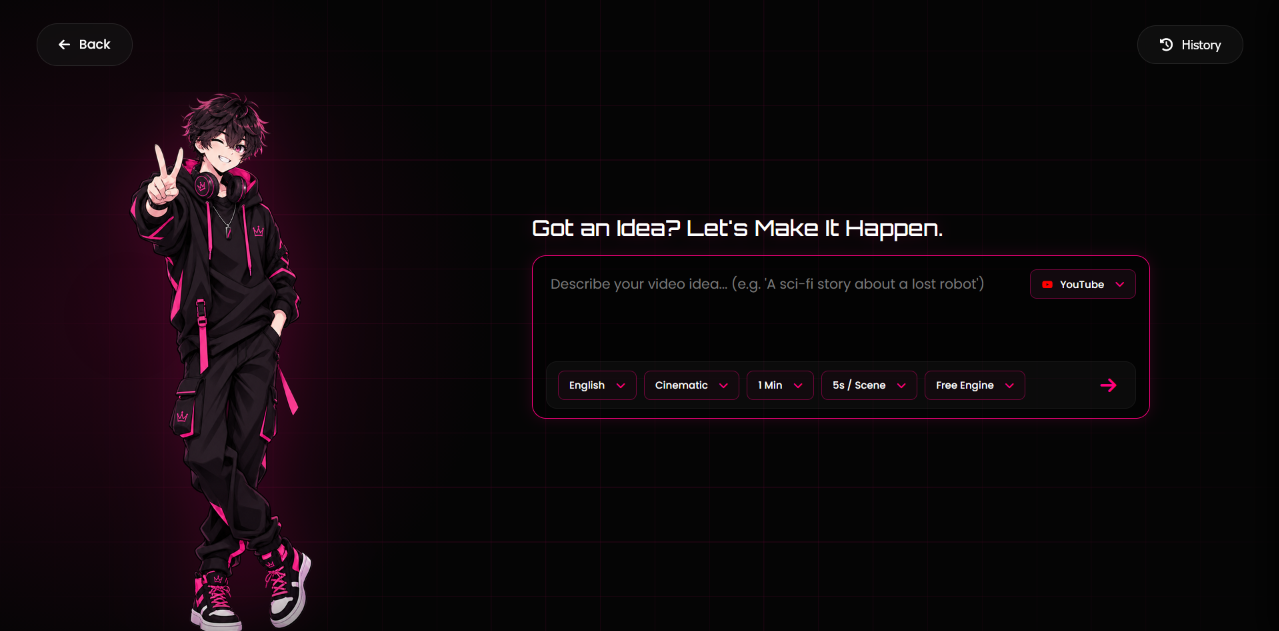 Back
History
Got an Idea? Let's Make It Happen.
Describe your video idea... (e.g. 'A sci-fi story about a lost robot')
YouTube
English
Cinematic
1 Min
5s / Scene
Free Engine